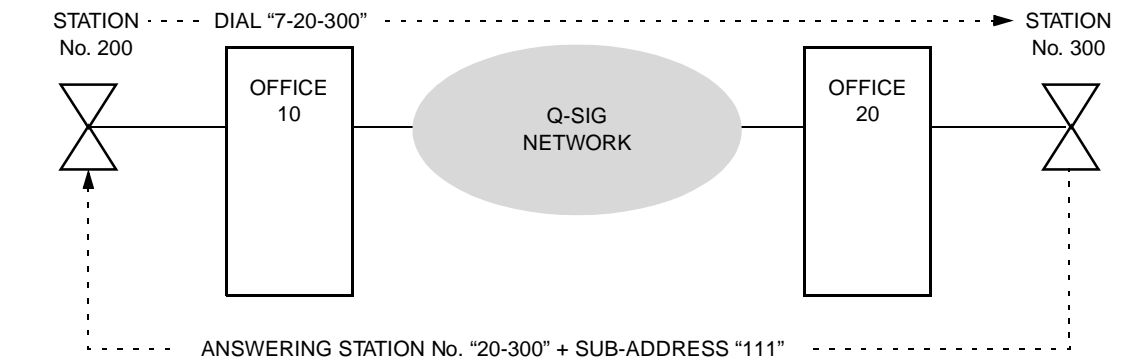 STATION DIAL “7-20-300” STATION
No. 200 No. 300
OFFICE
10
Q-SIG
NETWORK
OFFICE
20
ANSWERING STATION No. “20-300” + SUB-ADDRESS “111”